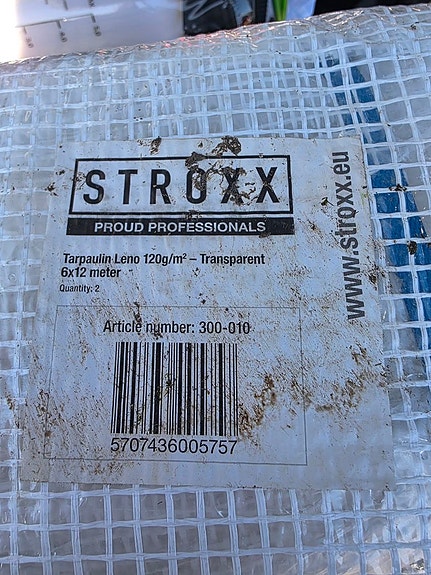 STROXX
PROUD PROFESSIONALS
Tarpaulin Leno 120g/m² – Transparent
6x12 meter
Quantity: 2
Article number: 300-010
5707436005757
www.stroxx.eu